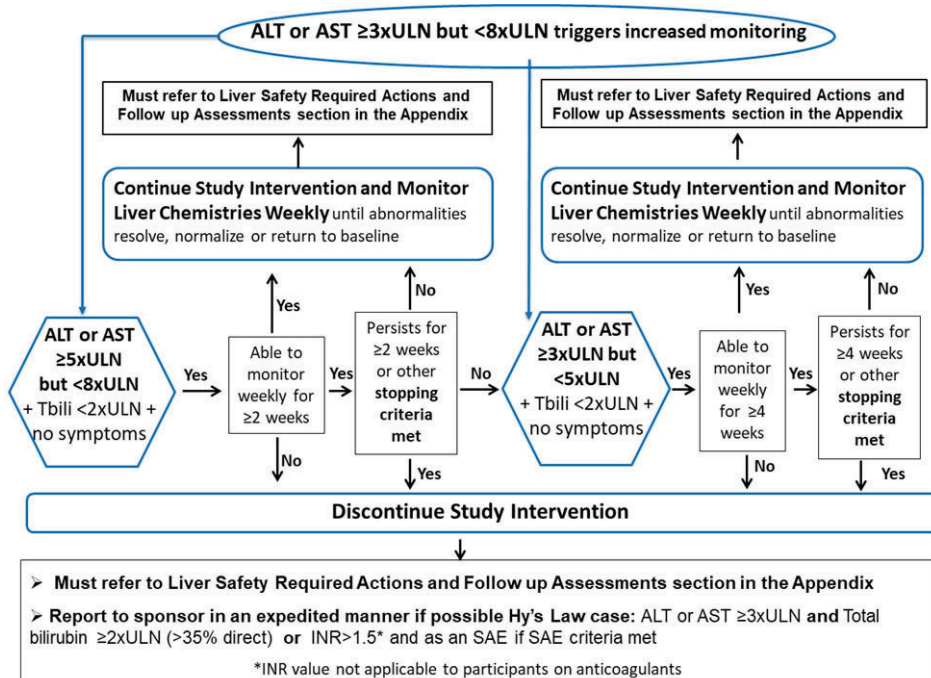 ALT or AST ≥3xULN but <8xULN triggers increased monitoring
Must refer to Liver Safety Required Actions and
Follow up Assessments section in the Appendix
Must refer to Liver Safety Required Actions and
Follow up Assessments section in the Appendix
Continue Study Intervention and Monitor
Liver Chemistries Weekly until abnormalities
resolve, normalize or return to baseline
Continue Study Intervention and Monitor
Liver Chemistries Weekly until abnormalities
resolve, normalize or return to baseline
Yes
No
Yes
No
ALT or AST
≥5xULN
but <8xULN
+ Tbili <2xULN +
no symptoms
Yes
Able to
monitor
weekly for
≥2 weeks
Yes
Persists for
≥2 weeks
or other
stopping
criteria
met
No
ALT or AST
≥3xULN but
<5xULN
+ Tbili <2xULN +
no symptoms
Yes
Able to
monitor
weekly
for ≥4
weeks
Yes
Persists for
≥4 weeks
or other
stopping
criteria
met
No
Yes
No
Yes
Discontinue Study Intervention
➢ Must refer to Liver Safety Required Actions and Follow up Assessments section in the Appendix
➢ Report to sponsor in an expedited manner if possible Hy's Law case: ALT or AST ≥3xULN and Total
bilirubin ≥2xULN (>35% direct) or INR>1.5* and as an SAE if SAE criteria met
*INR value not applicable to participants on anticoagulants